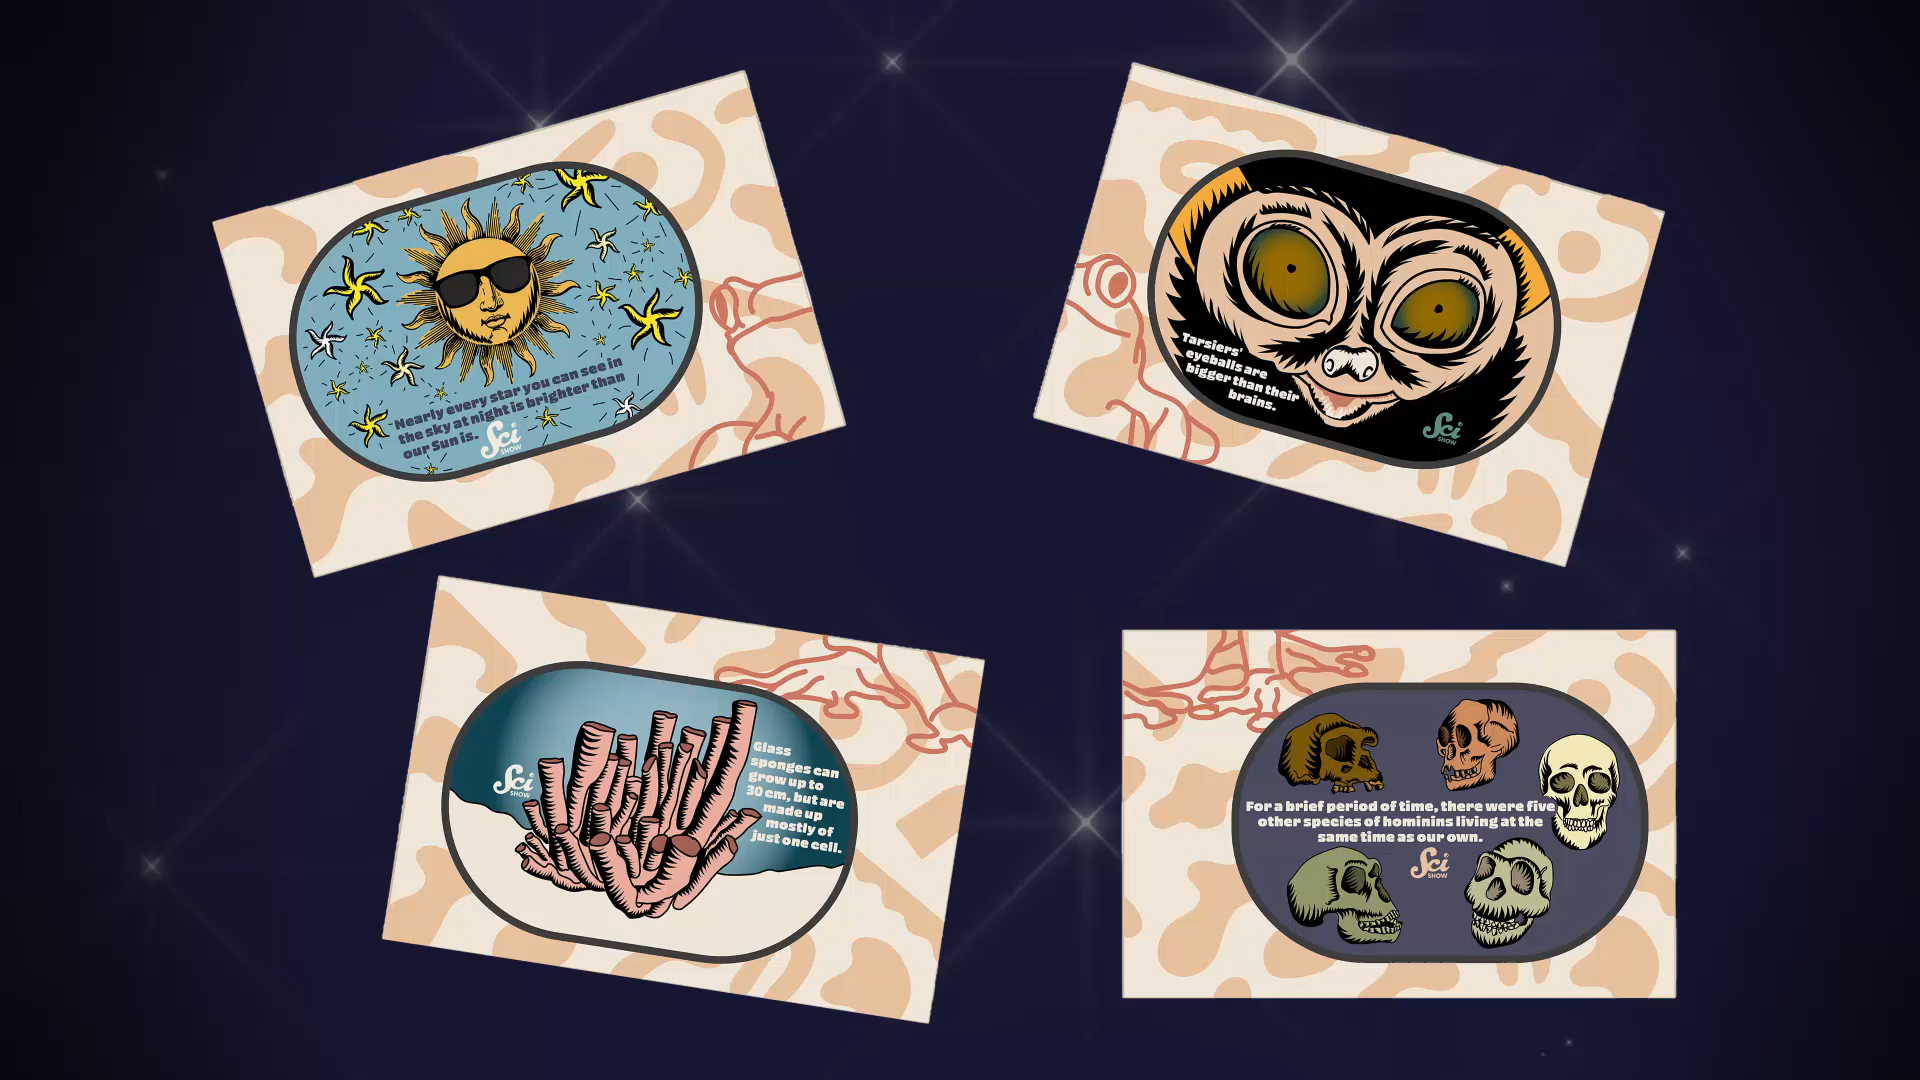 Nearly every star you can see in
the sky at night is brighter than
our Sun is.
Sci
SHOW
Tarsiers'
eyeballs are
bigger than their
brains.
Sci
SHOW
Glass
sponges can
grow up to
30 cm, but are
made up
mostly of
just one cell.
Sci
SHOW
For a brief period of time, there were five
other species of hominins living at the
same time as our own.
Sci
SHOW